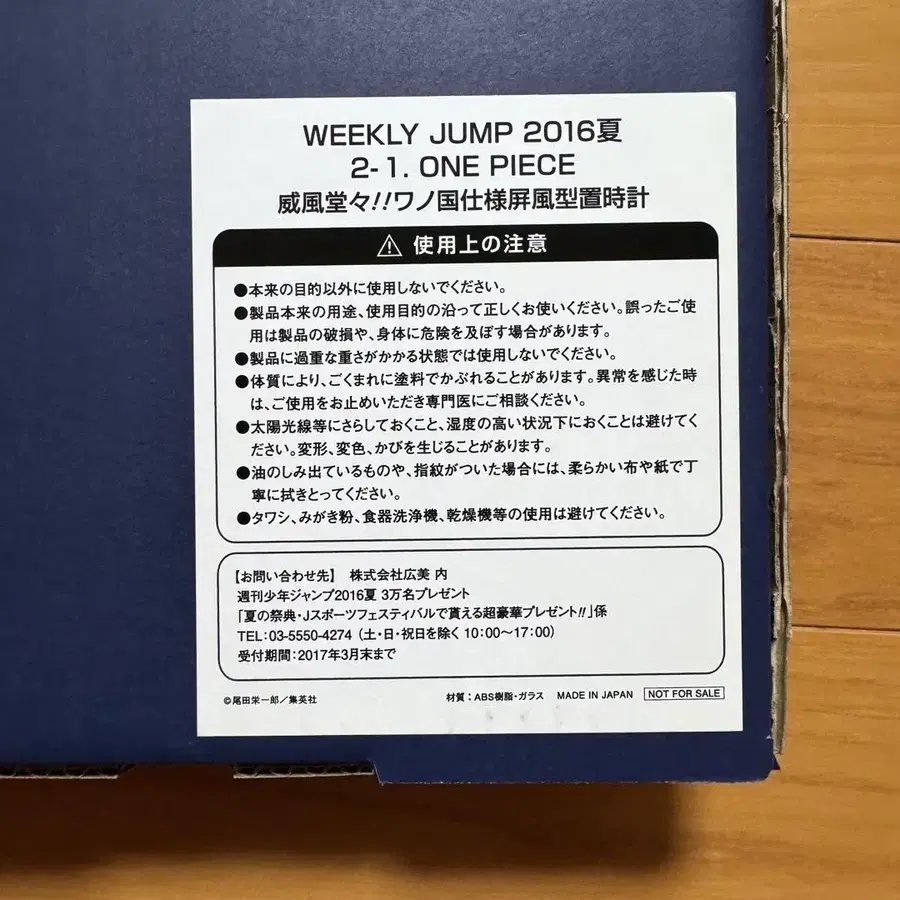 WEEKLY JUMP 2016夏
2-1. ONE PIECE
威風堂々!!ワノ国仕様屏風型置時計
⚠ 使用上の注意
●本来の目的以外に使用しないでください。
●製品本来の用途、使用目的の沿って正しくお使いください。誤ったご使
用は製品の破損や、身体に危険を及ぼす場合があります。
●製品に過重な重さがかかる状態では使用しないでください。
●体質により、ごくまれに塗料でかぶれることがあります。異常を感じた時
は、ご使用をお止めいただき専門医にご相談ください。
●太陽光線等にさらしておくこと、湿度の高い状況下におくことは避けてく
ださい。変形、変色、かびを生じることがあります。
●油のしみ出ているものや、指紋がついた場合には、柔らかい布や紙で丁
寧に拭きとってください。
●タワシ、みがき粉、食器洗浄機、乾燥機等の使用は避けてください。
【お問い合わせ先】 株式会社広美 内
週刊少年ジャンプ2016夏 3万名プレゼント
「夏の祭典・Jスポーツフェスティバルで貰える超豪華プレゼント!!」係
TEL:03-5550-4274 (土・日・祝日を除く 10:00〜17:00)
受付期間:2017年3月末まで
©尾田栄一郎/集英社 材質:ABS樹脂・ガラス MADE IN JAPAN NOT FOR SALE